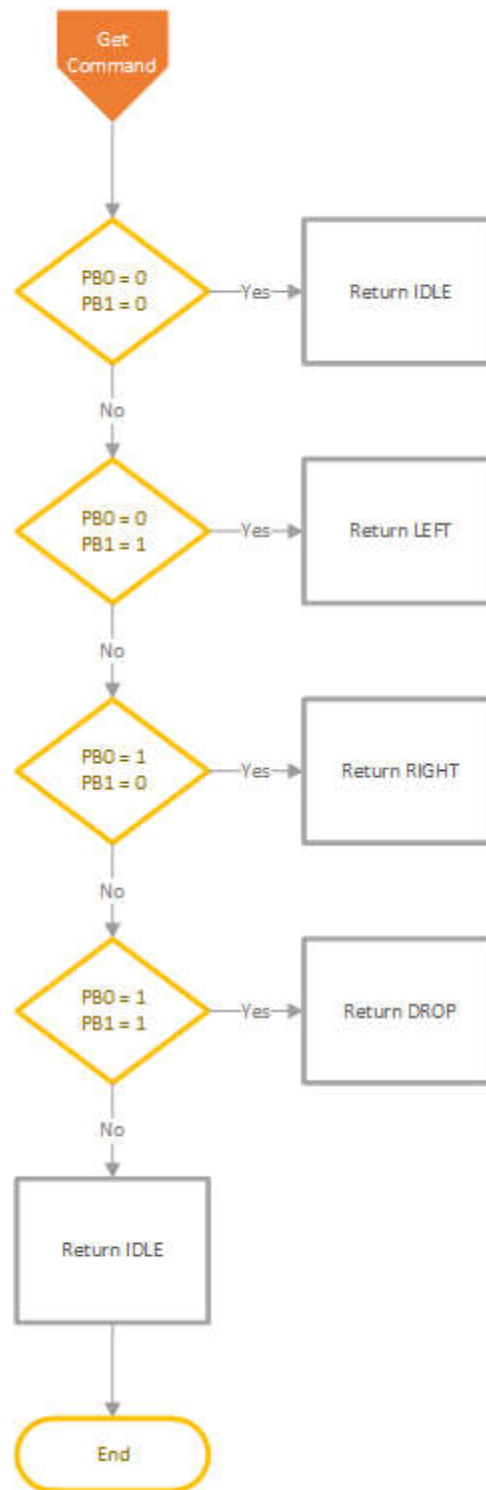 Get
Command
PB0 = 0
PB1 = 0
Yes
Return IDLE
No
PB0 = 0
PB1 = 1
Yes
Return LEFT
No
PB0 = 1
PB1 = 0
Yes
Return RIGHT
No
PB0 = 1
PB1 = 1
Yes
Return DROP
No
Return IDLE
End